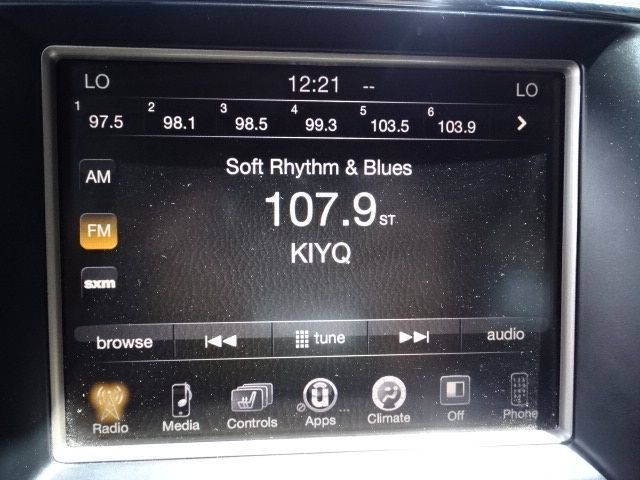 LO 12:21 -- LO
1 97.5 2 98.1 3 98.5 4 99.3 5 103.5 6 103.9
Soft Rhythm & Blues
AM
107.9 ST
FM
KIYQ
sxm
browse tune audio
Radio Media Controls Apps ... Climate Off Phone